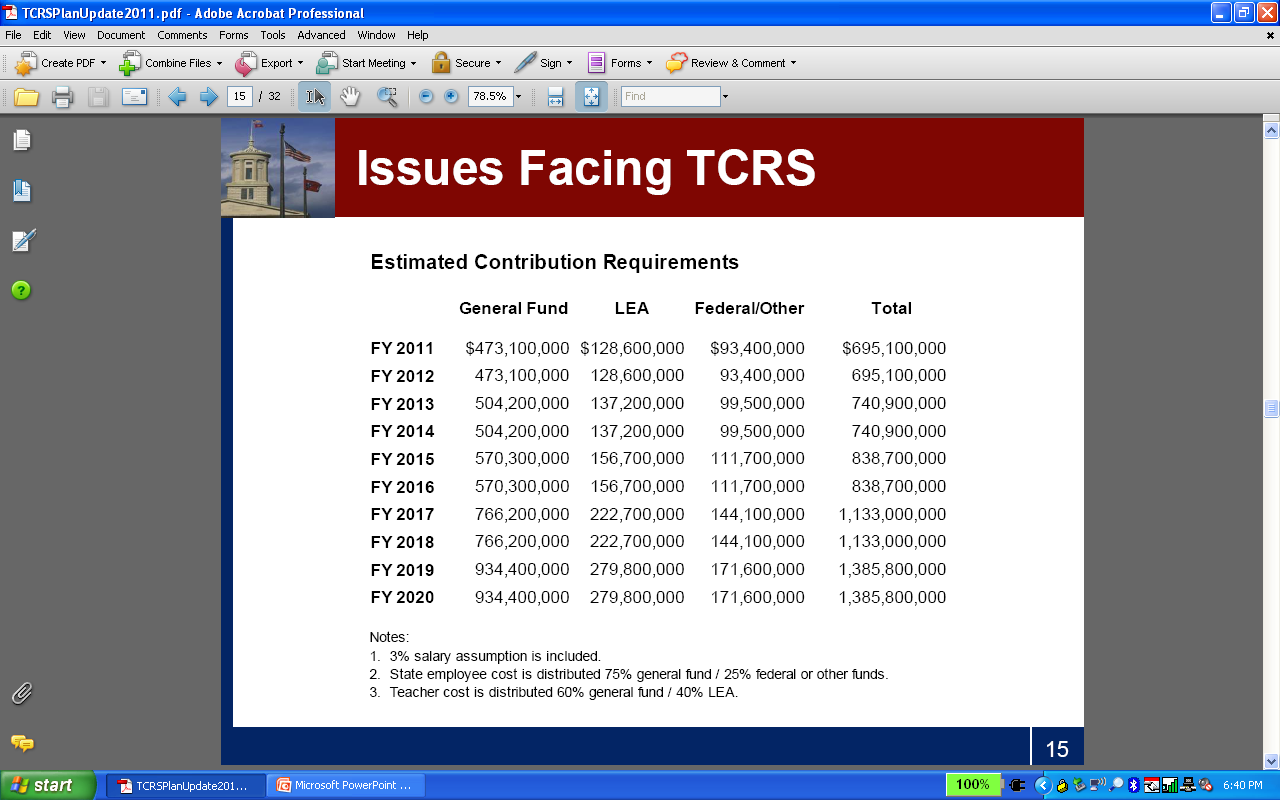 TCRSPlanUpdate2011.pdf - Adobe Acrobat Professional
File Edit View Document Comments Forms Tools Advanced Window Help
Create PDF Combine Files Export Start Meeting Secure Sign Forms Review & Comment
15 / 32 78.5% Find
Issues Facing TCRS
Estimated Contribution Requirements
General Fund LEA Federal/Other Total
FY 2011 $473,100,000 $128,600,000 $93,400,000 $695,100,000
FY 2012 473,100,000 128,600,000 93,400,000 695,100,000
FY 2013 504,200,000 137,200,000 99,500,000 740,900,000
FY 2014 504,200,000 137,200,000 99,500,000 740,900,000
FY 2015 570,300,000 156,700,000 111,700,000 838,700,000
FY 2016 570,300,000 156,700,000 111,700,000 838,700,000
FY 2017 766,200,000 222,700,000 144,100,000 1,133,000,000
FY 2018 766,200,000 222,700,000 144,100,000 1,133,000,000
FY 2019 934,400,000 279,800,000 171,600,000 1,385,800,000
FY 2020 934,400,000 279,800,000 171,600,000 1,385,800,000
Notes:
1. 3% salary assumption is included.
2. State employee cost is distributed 75% general fund / 25% federal or other funds.
3. Teacher cost is distributed 60% general fund / 40% LEA.
15
start TCRSPlanUpdate201... Microsoft PowerPoint ... 100% 6:40 PM